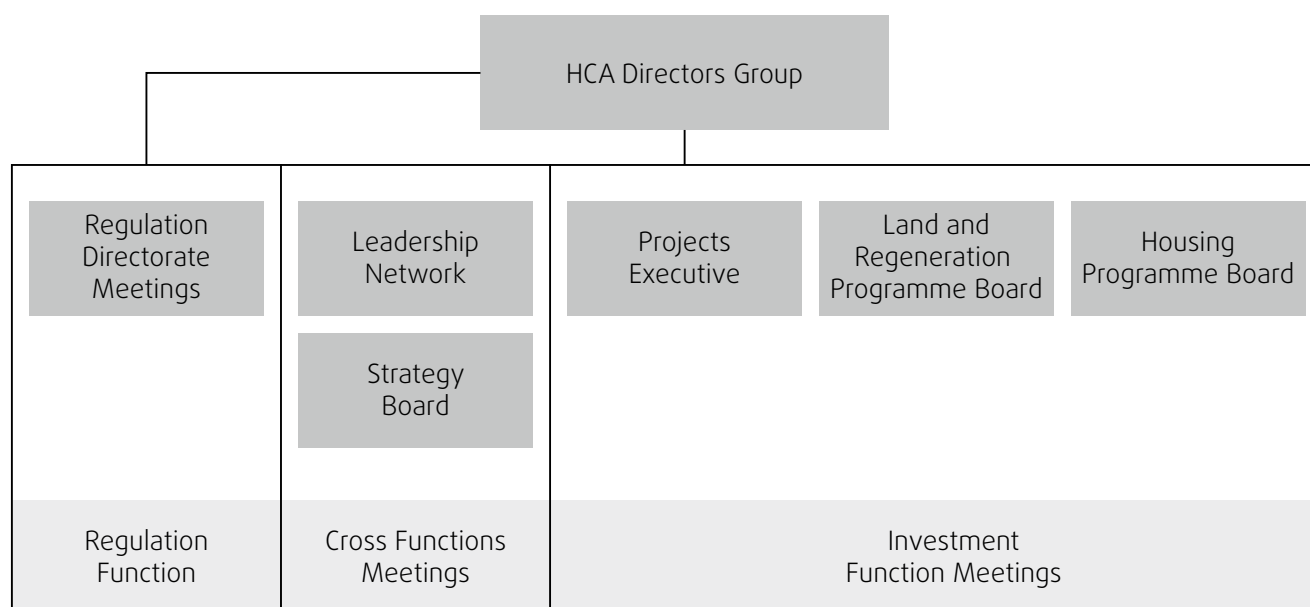 HCA Directors Group
Regulation
Directorate
Meetings
Leadership
Network
Projects
Executive
Land and
Regeneration
Programme Board
Housing
Programme Board
Strategy
Board
Regulation
Function
Cross Functions
Meetings
Investment
Function Meetings